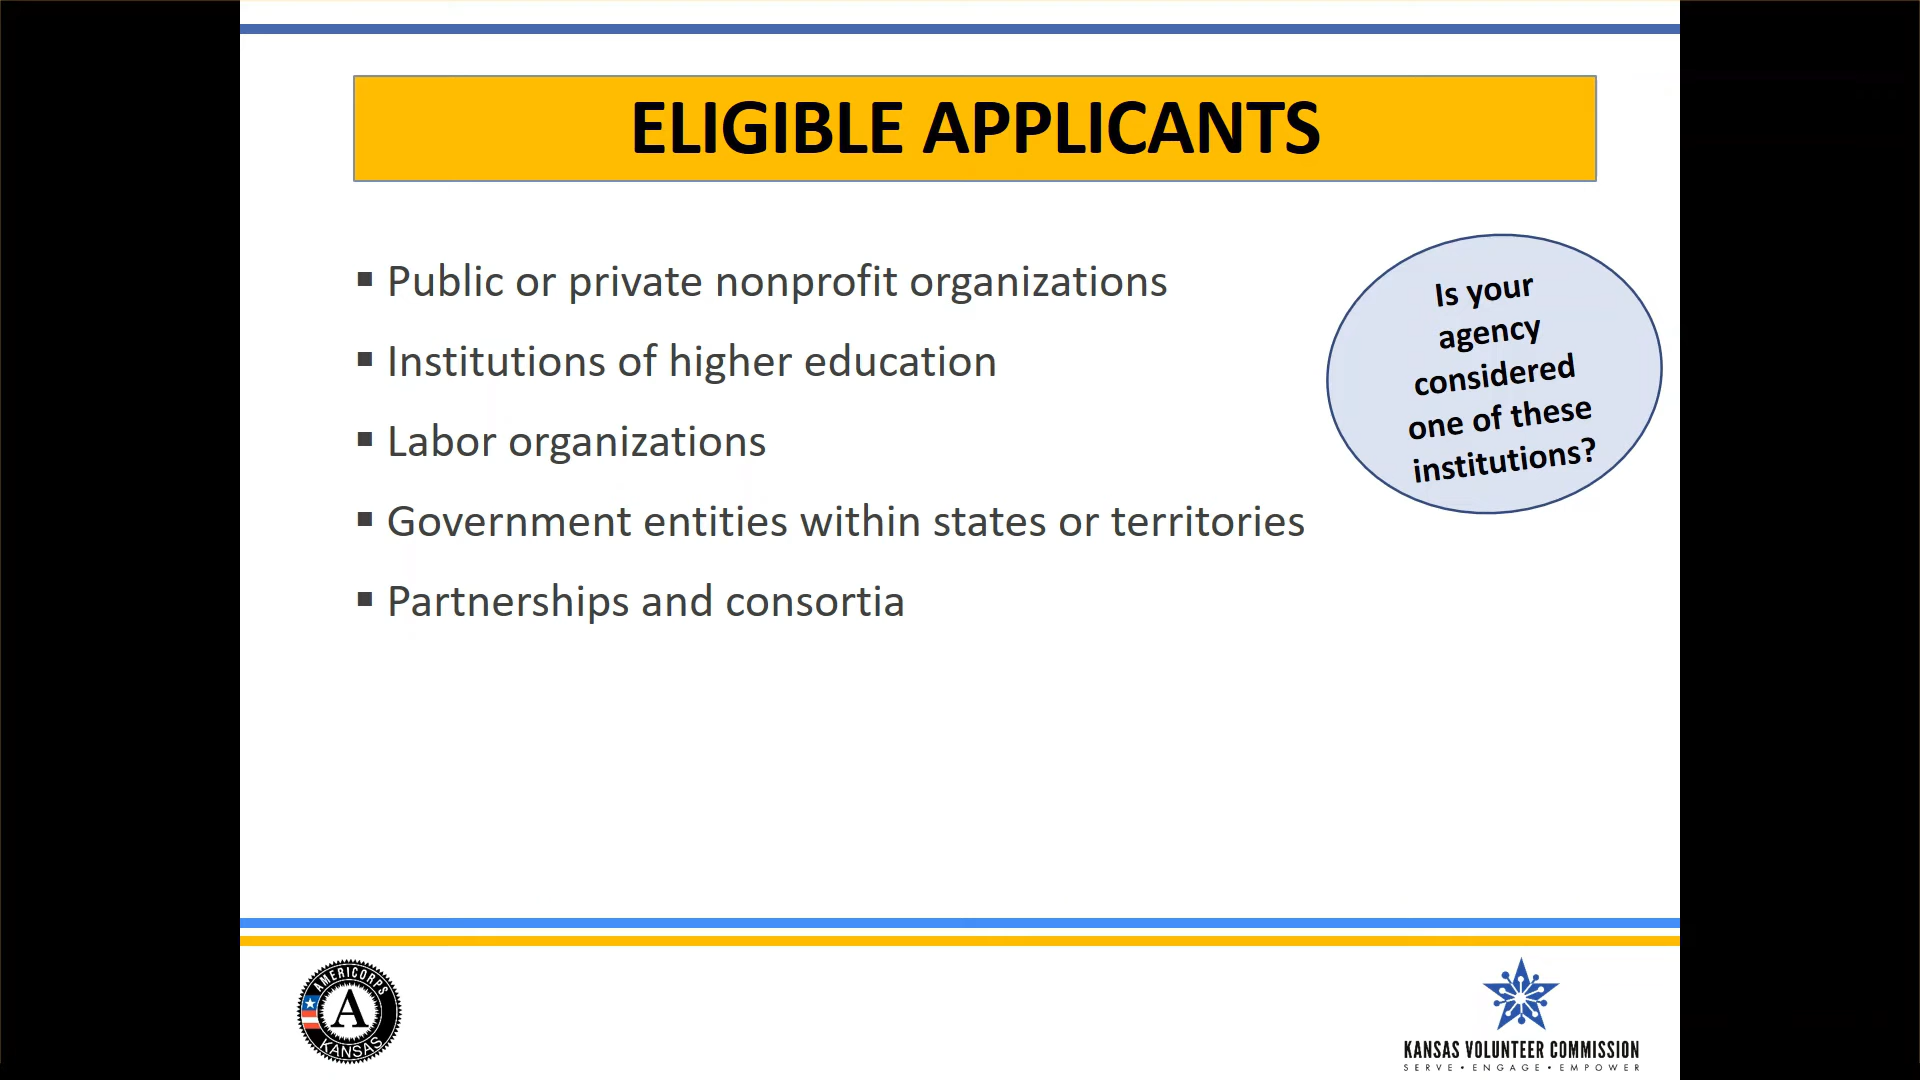 ELIGIBLE APPLICANTS
▪ Public or private nonprofit organizations
▪ Institutions of higher education
▪ Labor organizations
▪ Government entities within states or territories
▪ Partnerships and consortia
Is your
agency
considered
one of these
institutions?
AMERICORPS
A
KANSAS
KANSAS VOLUNTEER COMMISSION
SERVE • ENGAGE • EMPOWER